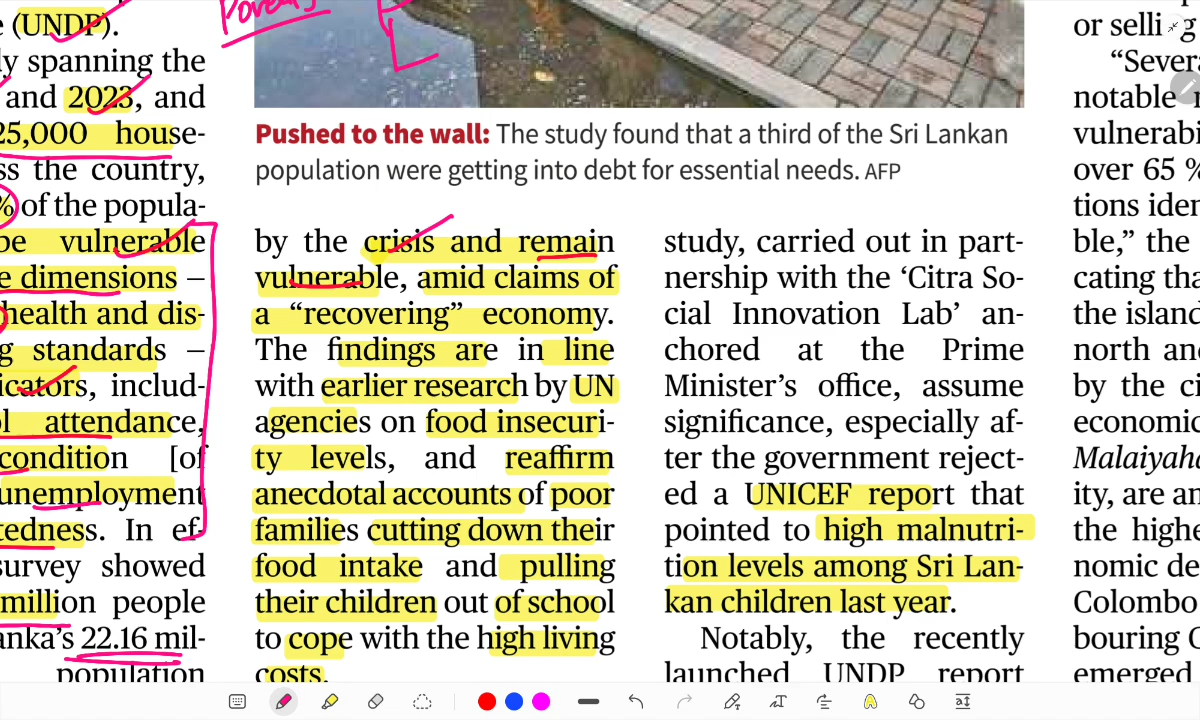 e (UNDP).
ly spanning the
and 2023, and
25,000 house-
ss the country,
% of the popula-
be vulnerable
e dimensions –
health and dis-
g standards –
icators, includ-
l attendance,
condition [of
unemployment
tedness. In ef-
survey showed
million people
anka's 22.16 mil-
population
Poverty
Pushed to the wall: The study found that a third of the Sri Lankan
population were getting into debt for essential needs. AFP
by the crisis and remain
vulnerable, amid claims of
a “recovering” economy.
The findings are in line
with earlier research by UN
agencies on food insecuri-
ty levels, and reaffirm
anecdotal accounts of poor
families cutting down their
food intake and pulling
their children out of school
to cope with the high living
costs.
study, carried out in part-
nership with the ‘Citra So-
cial Innovation Lab’ an-
chored at the Prime
Minister’s office, assume
significance, especially af-
ter the government reject-
ed a UNICEF report that
pointed to high malnutri-
tion levels among Sri Lan-
kan children last year.
Notably, the recently
launched UNDP report
or selling
“Severa
notable
vulnerabi
over 65 %
tions iden
ble,” the
cating tha
the island
north and
by the ci
economic
Malaiyaha
ity, are an
the highe
nomic de
Colombo
bouring C
emerged